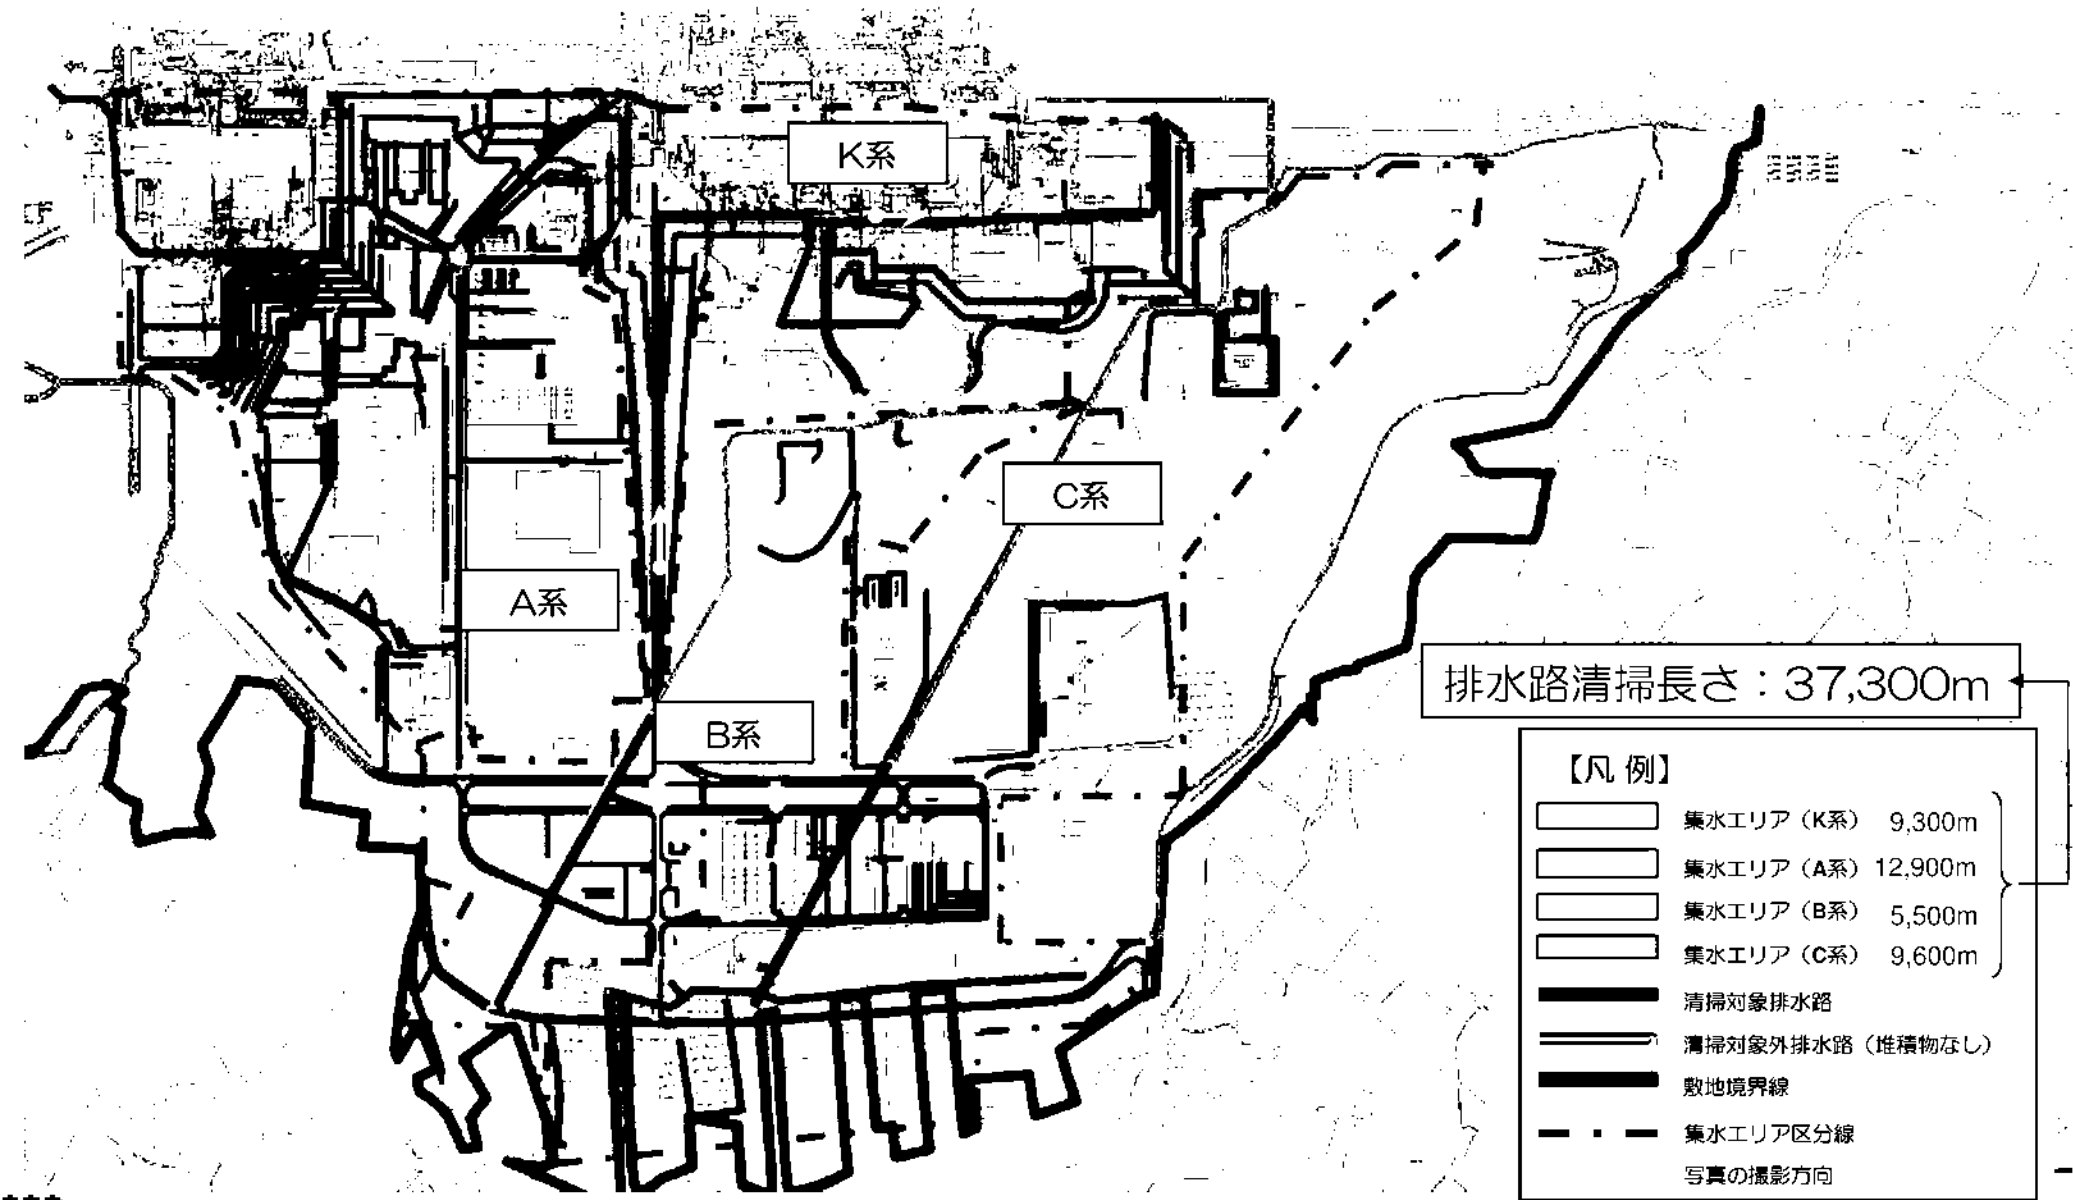 K系
C系
A系
B系
排水路清掃長さ：37,300m
【凡 例】
集水エリア（K系） 9,300m
集水エリア（A系） 12,900m
集水エリア（B系） 5,500m
集水エリア（C系） 9,600m
清掃対象排水路
清掃対象外排水路（堆積物なし）
敷地境界線
集水エリア区分線
写真の撮影方向